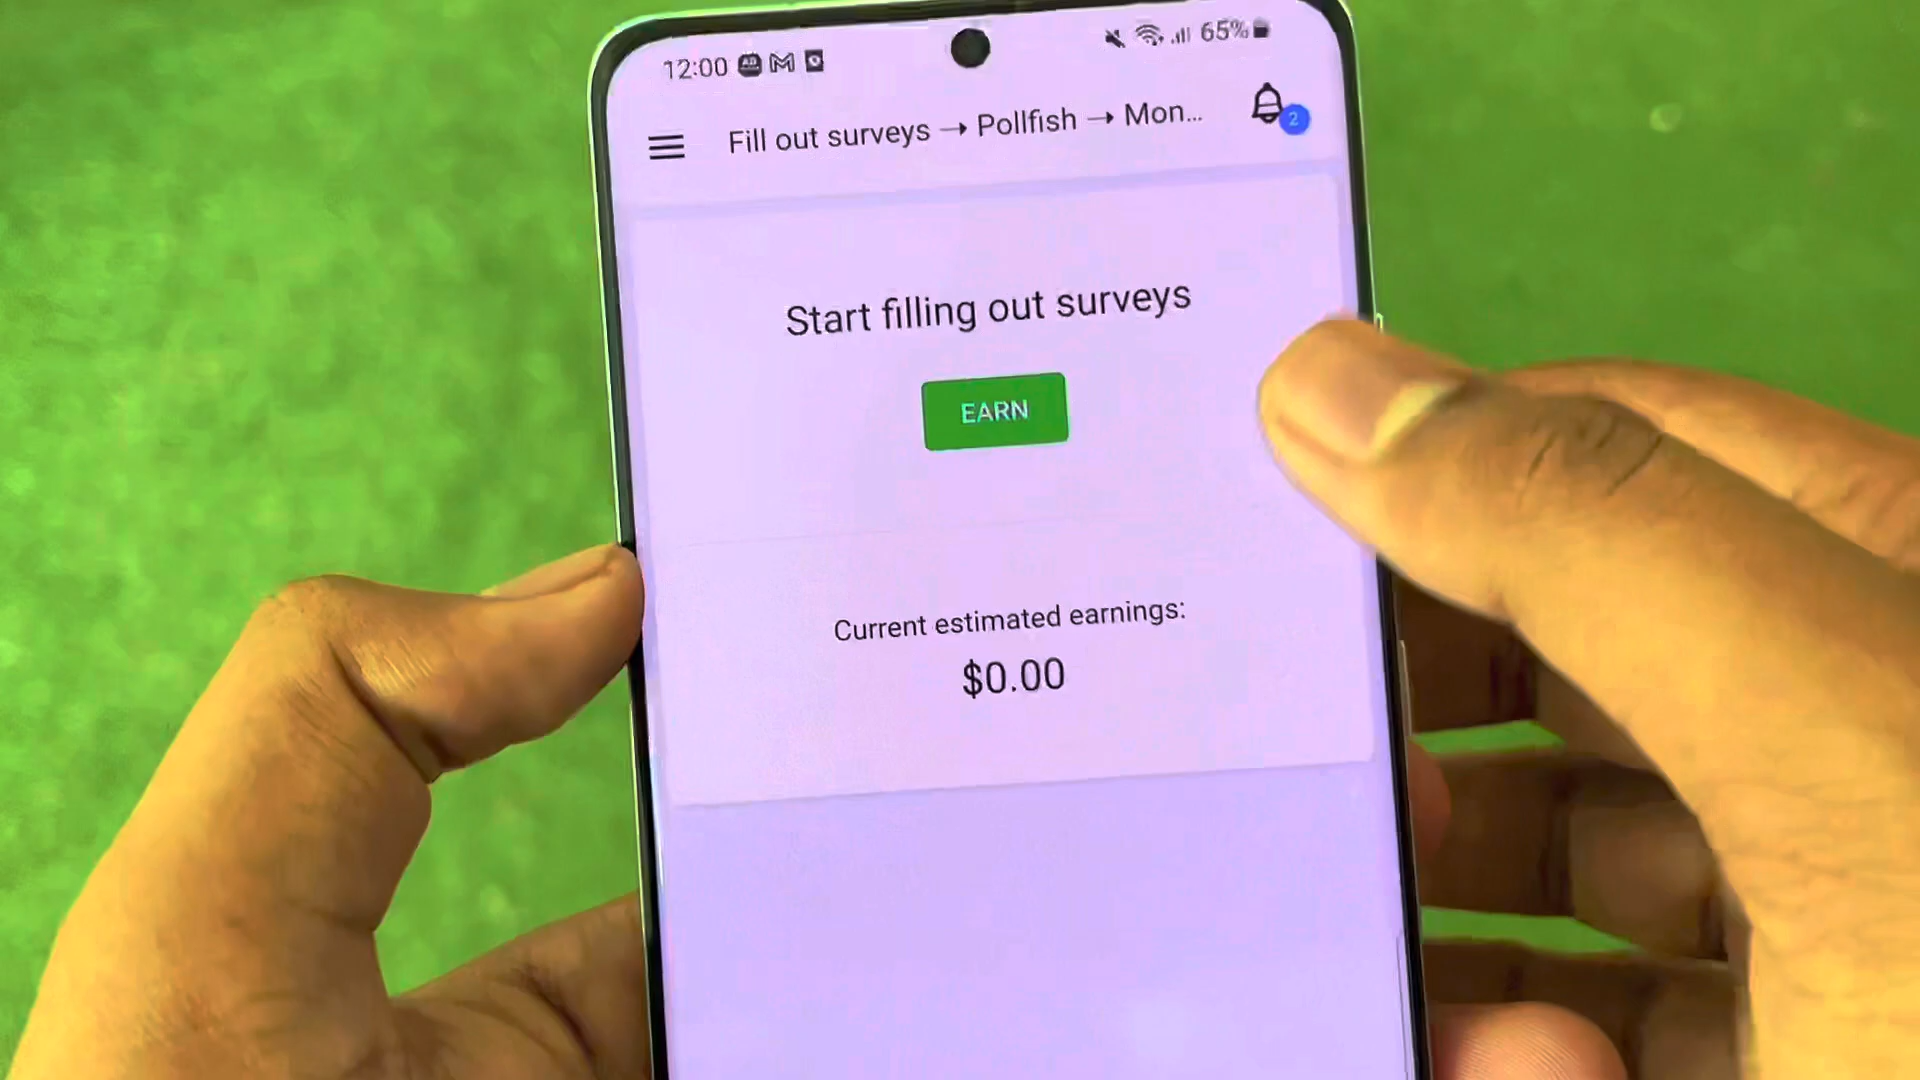 12:00 65%
Fill out surveys → Pollfish → Mon...
2
Start filling out surveys
EARN
Current estimated earnings:
$0.00